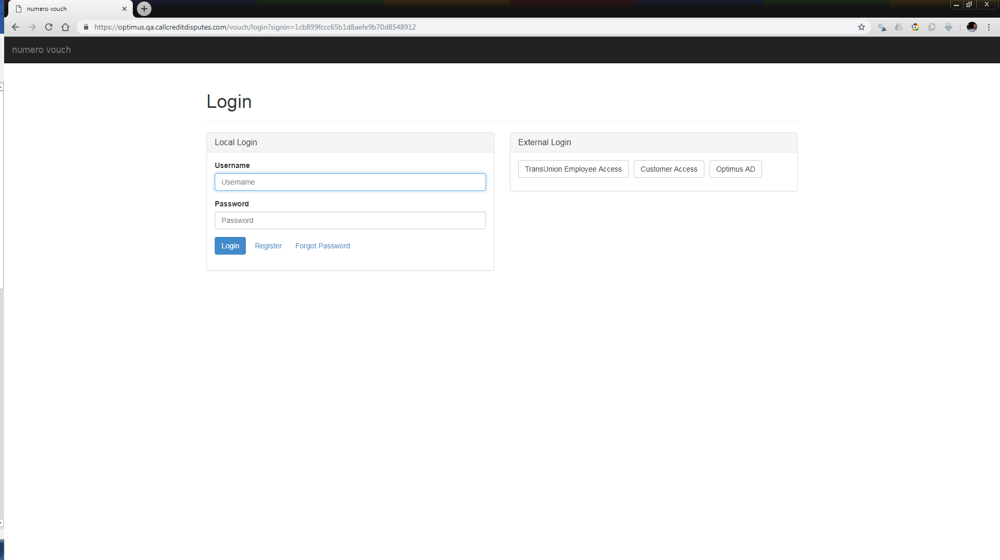 numero vouch
https://optimus.qa.callcreditdisputes.com/vouch/login?signin=1cb899fccc65b1d8aefe9b70d8548912
numero vouch
Login
Local Login
Username
Username
Password
Password
Login Register Forgot Password
External Login
TransUnion Employee Access Customer Access Optimus AD